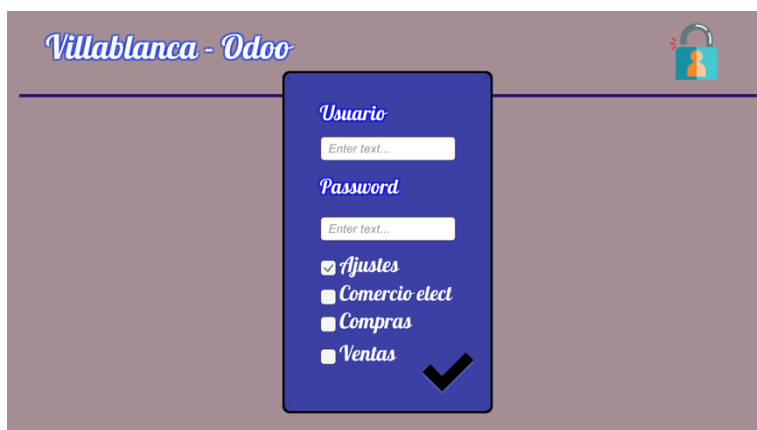 Villablanca - Odoo
Usuario
Enter text...
Password
Enter text...
Ajustes
Comercio elect
Compras
Ventas